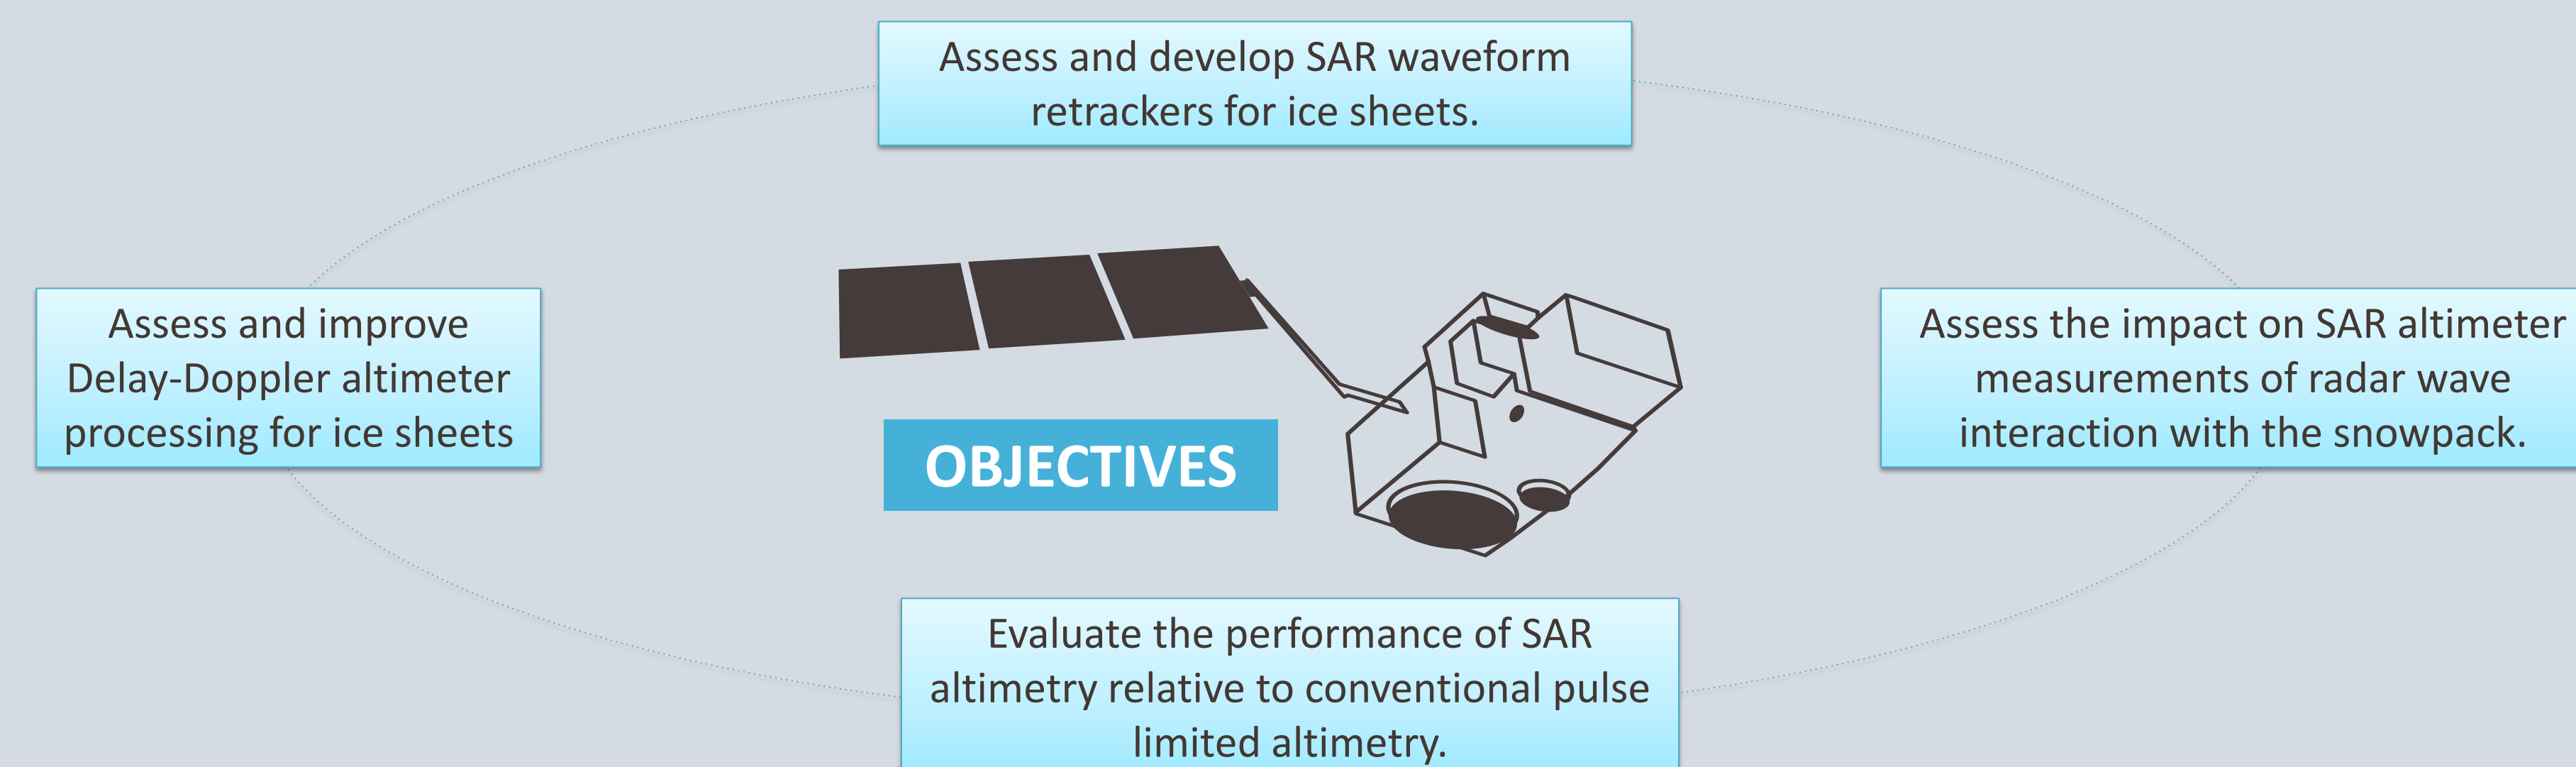 Assess and develop SAR waveform
retrackers for ice sheets.
Assess and improve
Delay-Doppler altimeter
processing for ice sheets
OBJECTIVES
Assess the impact on SAR altimeter
measurements of radar wave
interaction with the snowpack.
Evaluate the performance of SAR
altimetry relative to conventional pulse
limited altimetry.